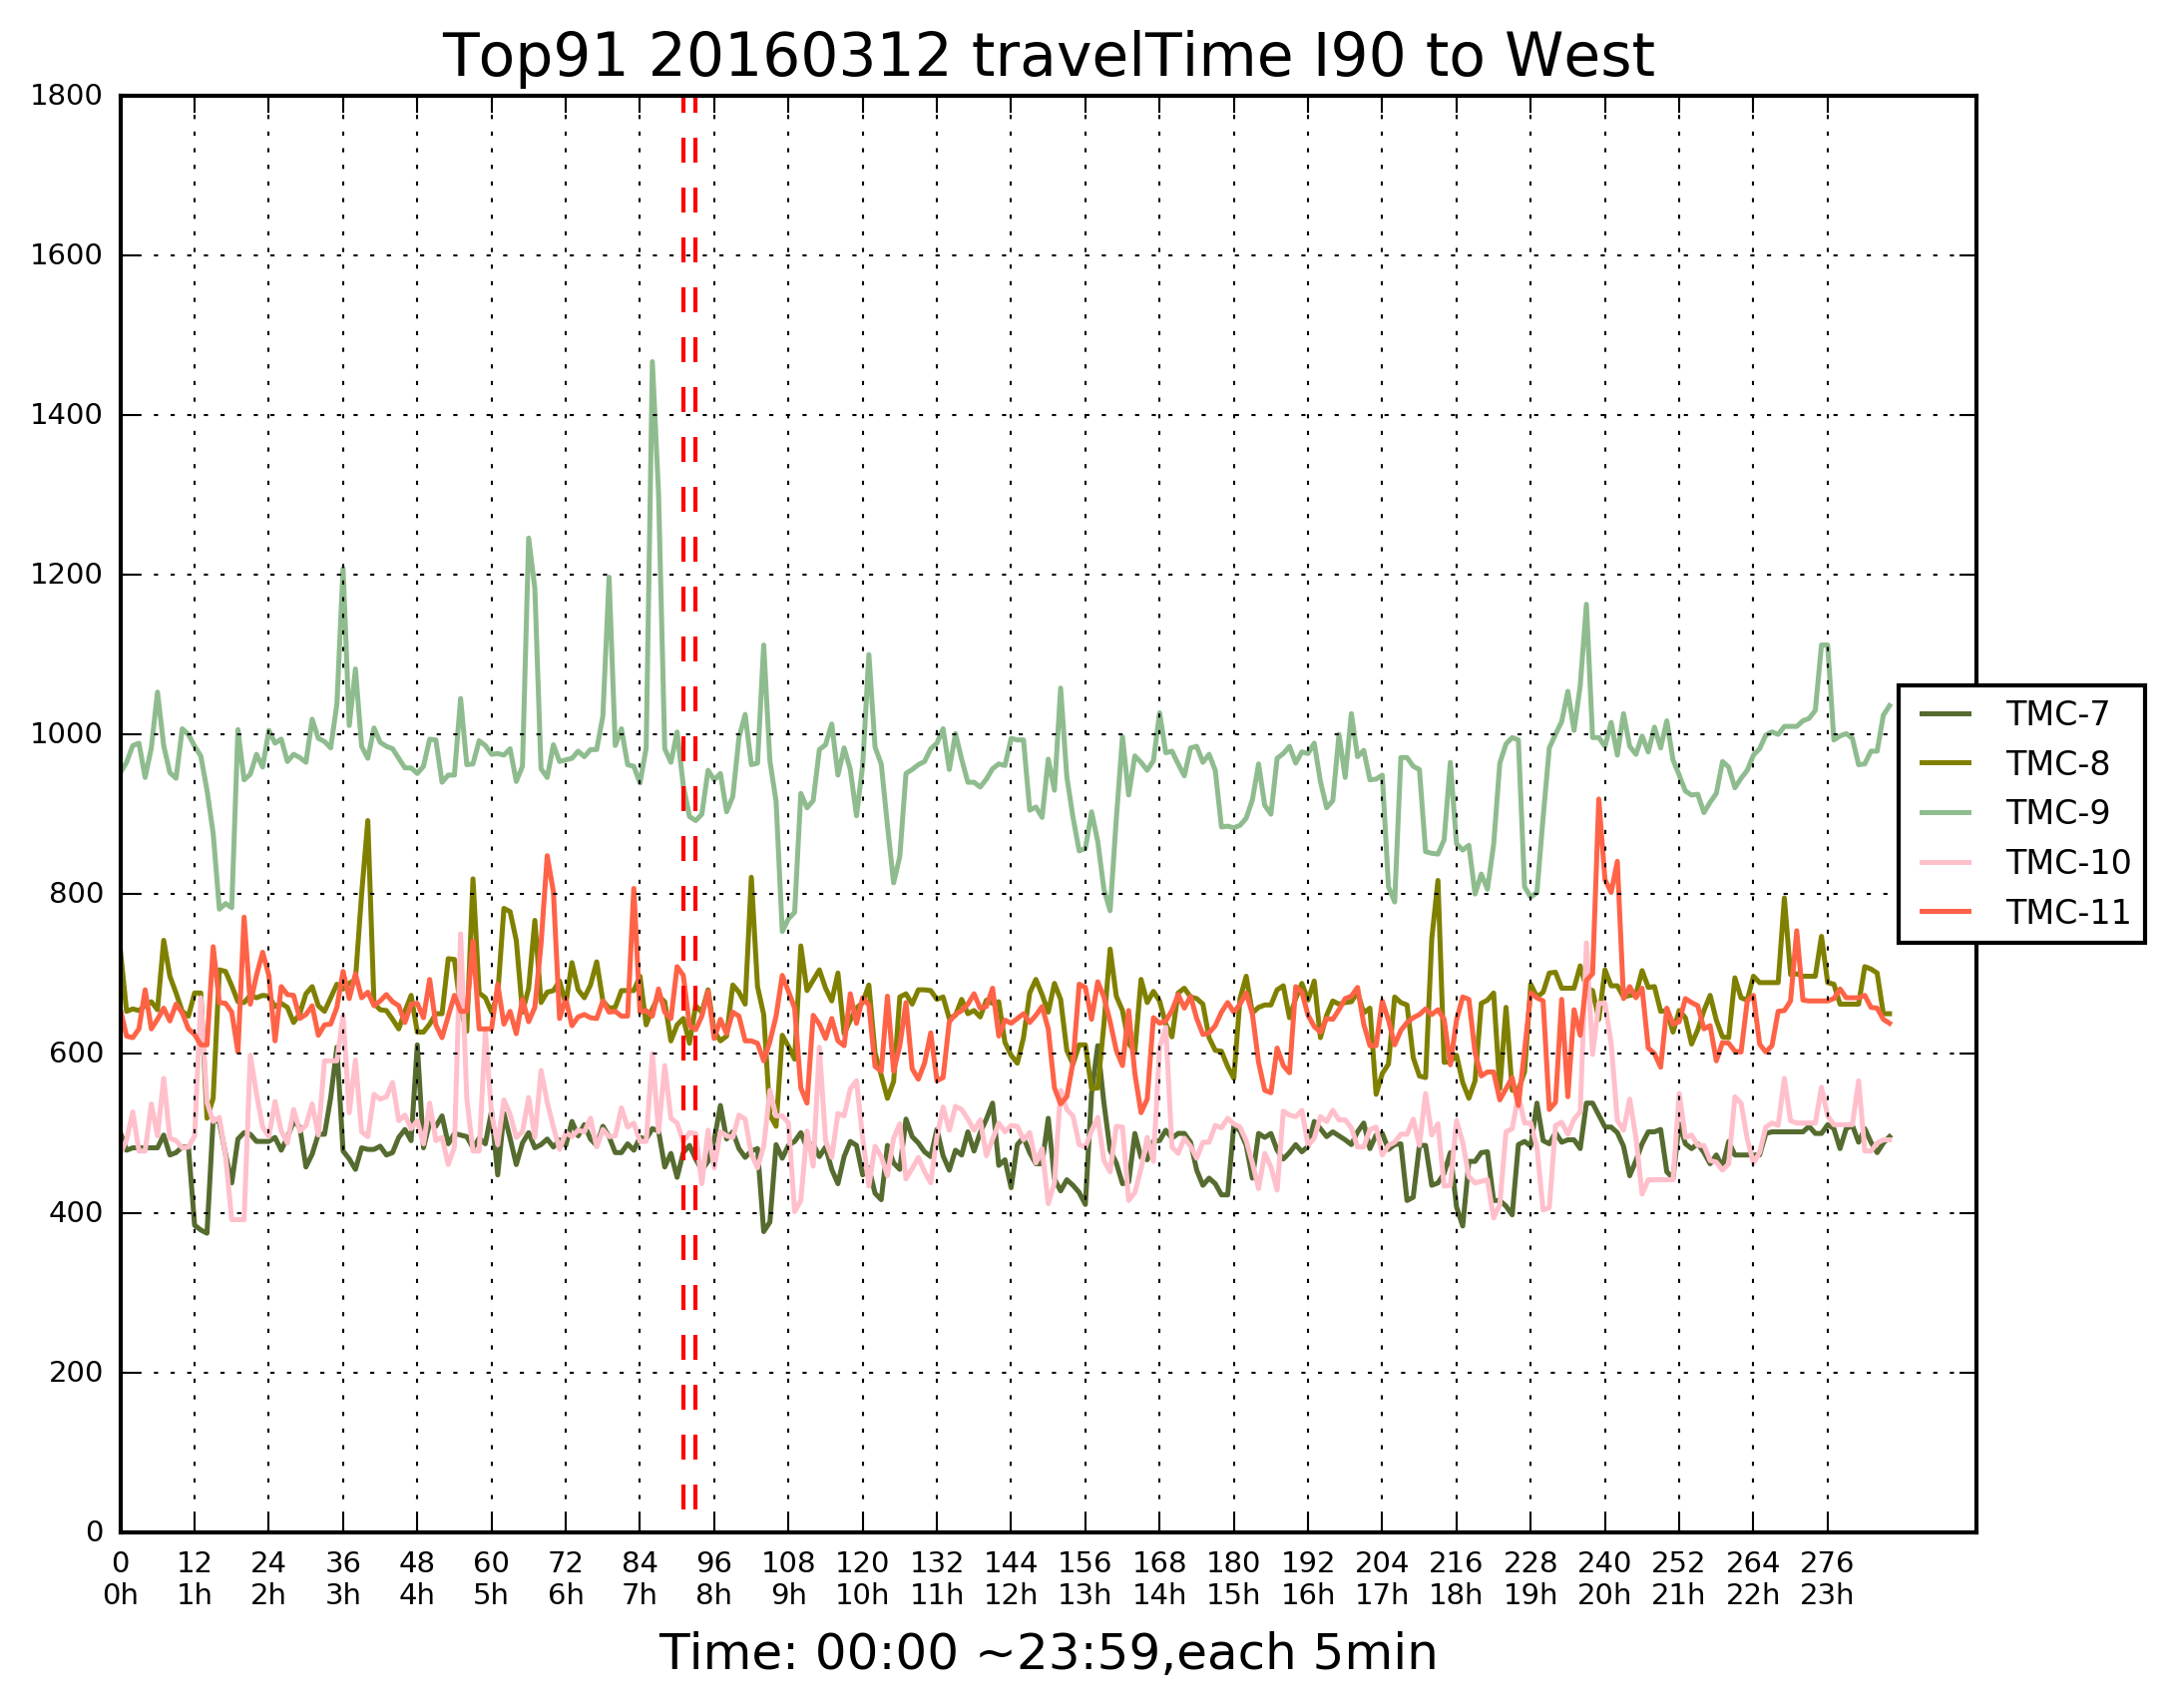 Top91 20160312 travelTime I90 to West
1800
1600
1400
1200
1000
800
600
400
200
0
0 12 24 36 48 60 72 84 96 108 120 132 144 156 168 180 192 204 216 228 240 252 264 276
0h 1h 2h 3h 4h 5h 6h 7h 8h 9h 10h 11h 12h 13h 14h 15h 16h 17h 18h 19h 20h 21h 22h 23h
Time: 00:00 ~23:59,each 5min
TMC-7
TMC-8
TMC-9
TMC-10
TMC-11